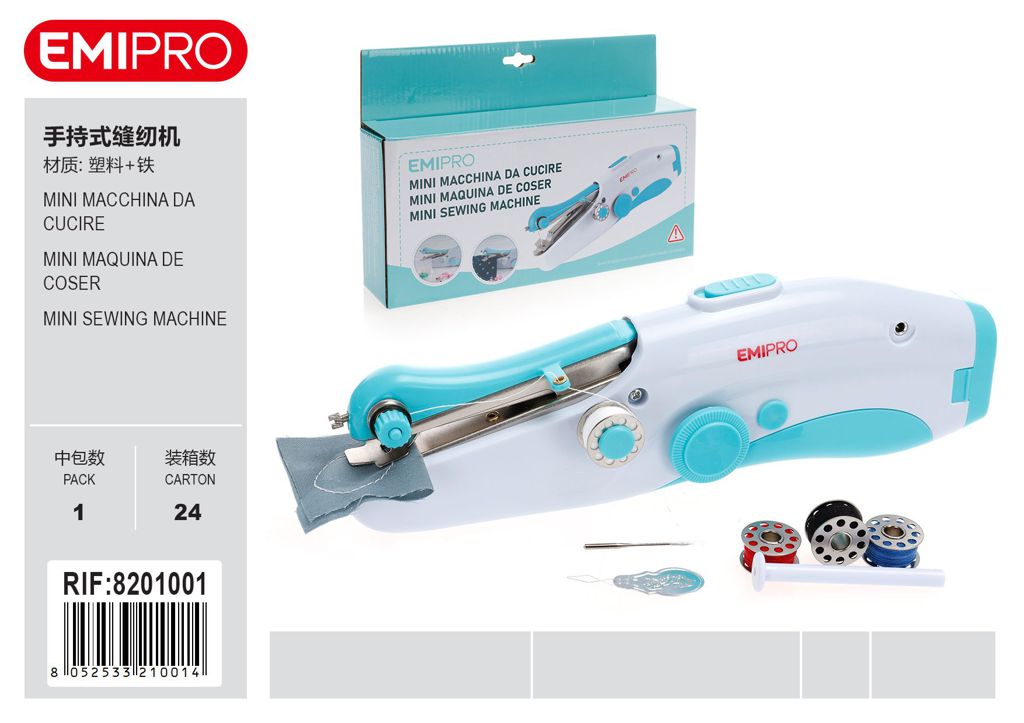 EMIPRO
手持式缝纫机
材质: 塑料+铁
MINI MACCHINA DA
CUCIRE
MINI MAQUINA DE
COSER
MINI SEWING MACHINE
中包数
PACK
1
装箱数
CARTON
24
RIF:8201001
8 052533 210014
EMIPRO
MINI MACCHINA DA CUCIRE
MINI MAQUINA DE COSER
MINI SEWING MACHINE
EMIPRO
EMIPRO